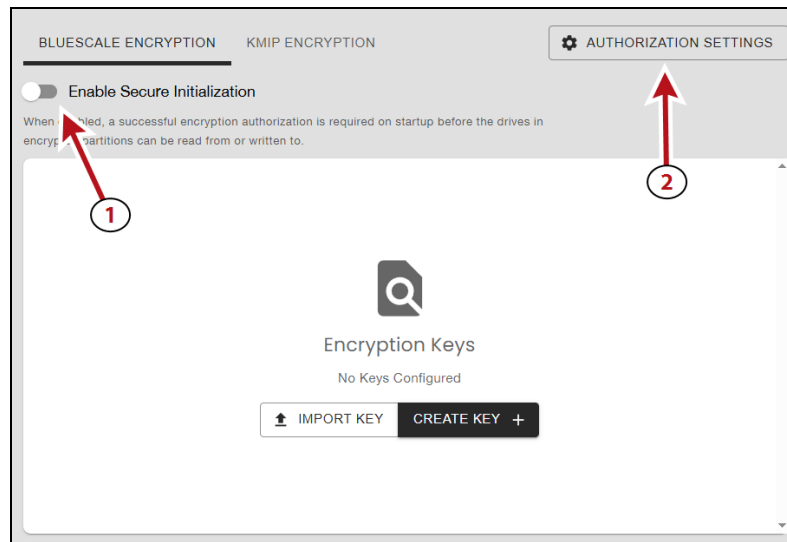 BLUESCALE ENCRYPTION KMIP ENCRYPTION AUTHORIZATION SETTINGS
Enable Secure Initialization
When bled, a successful encryption authorization is required on startup before the drives in
encryp partitions can be read from or written to.
1
2
Encryption Keys
No Keys Configured
IMPORT KEY CREATE KEY +